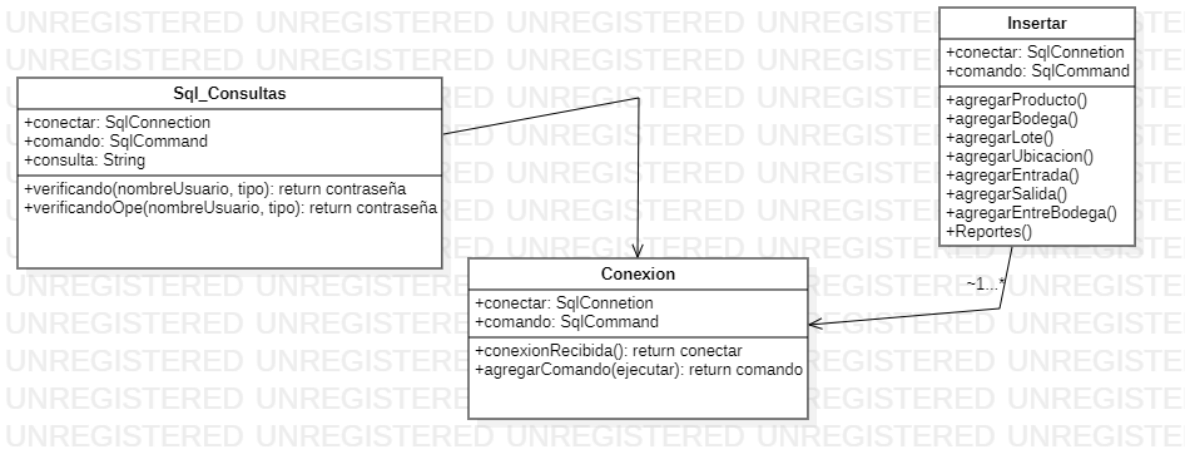 Sql_Consultas
+conectar: SqlConnection
+comando: SqlCommand
+consulta: String
+verificando(nombreUsuario, tipo): return contraseña
+verificandoOpe(nombreUsuario, tipo): return contraseña
Insertar
+conectar: SqlConnetion
+comando: SqlCommand
+agregarProducto()
+agregarBodega()
+agregarLote()
+agregarUbicacion()
+agregarEntrada()
+agregarSalida()
+agregarEntreBodega()
+Reportes()
~1...*
Conexion
+conectar: SqlConnetion
+comando: SqlCommand
+conexionRecibida(): return conectar
+agregarComando(ejecutar): return comando
UNREGISTERED UNREGISTERED UNREGISTERED UNREGISTERED